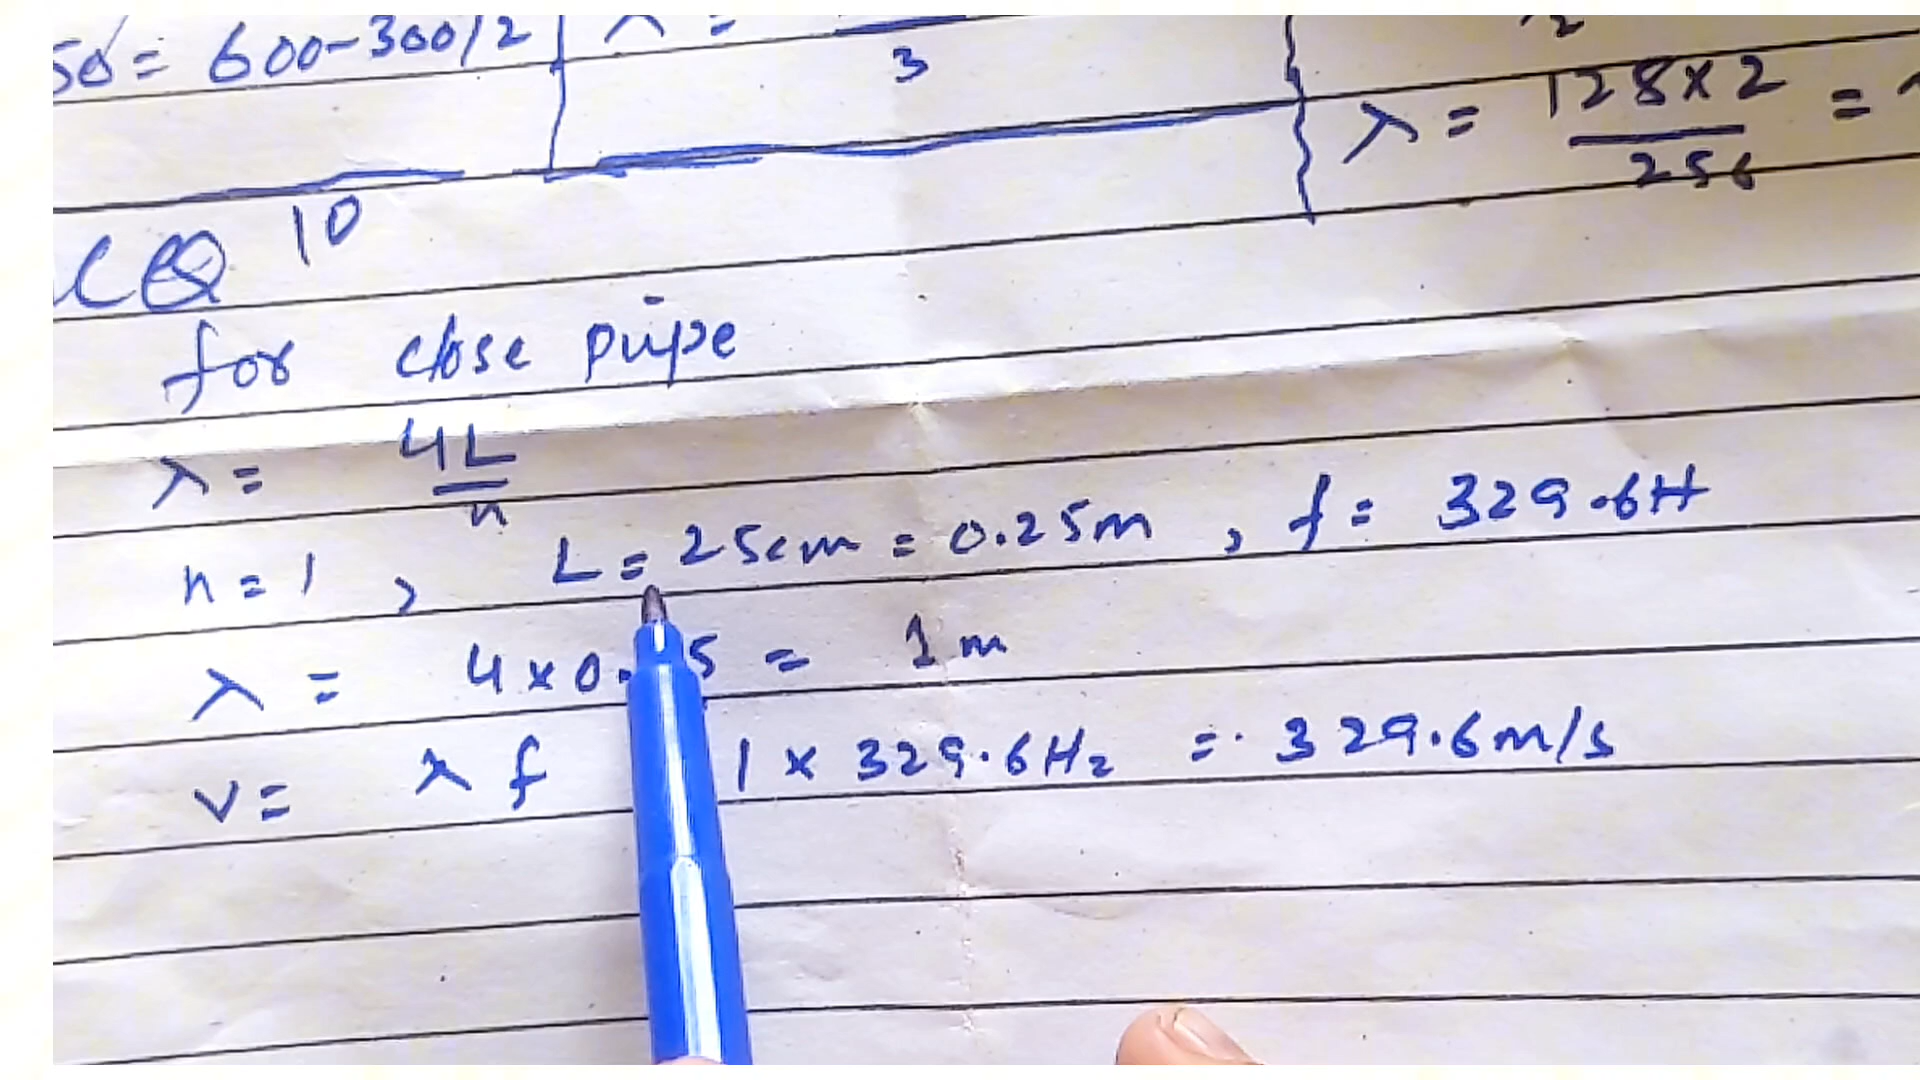 50 = 600-300/2
λ =
3
λ = 128×2 / 256 =
CQ 10
for close pipe
λ = 4L / n
n = 1 , L = 25cm = 0.25m , f = 329.6H
λ = 4×0. 5 = 1m
v = λ f 1 × 329.6Hz = 329.6m/s